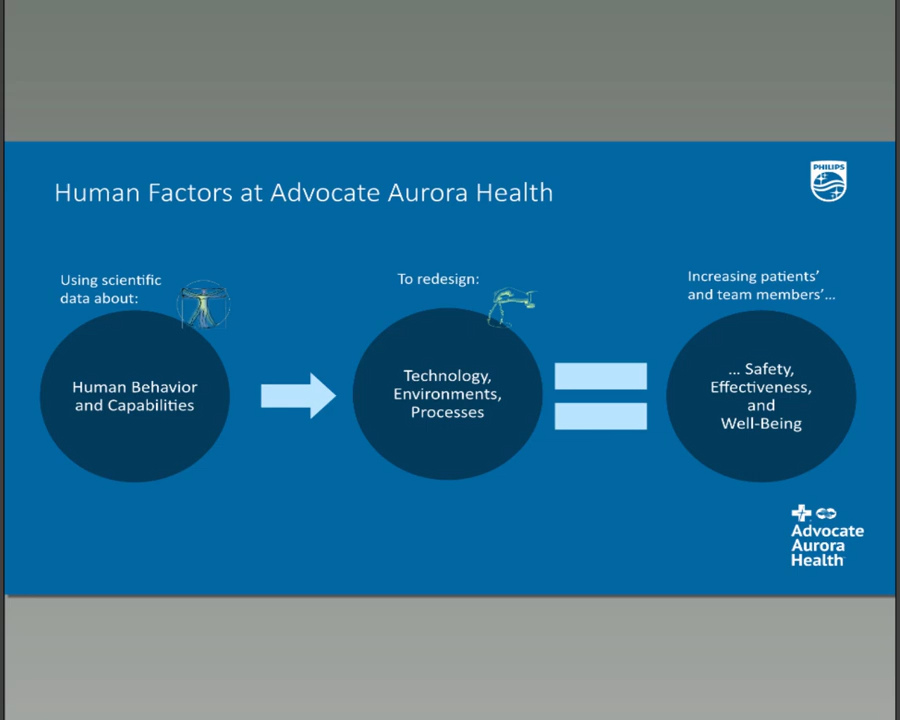 PHILIPS
Human Factors at Advocate Aurora Health
Using scientific
data about:
Human Behavior
and Capabilities
To redesign:
Technology,
Environments,
Processes
Increasing patients’
and team members’...
... Safety,
Effectiveness,
and
Well-Being
Advocate
Aurora
Health